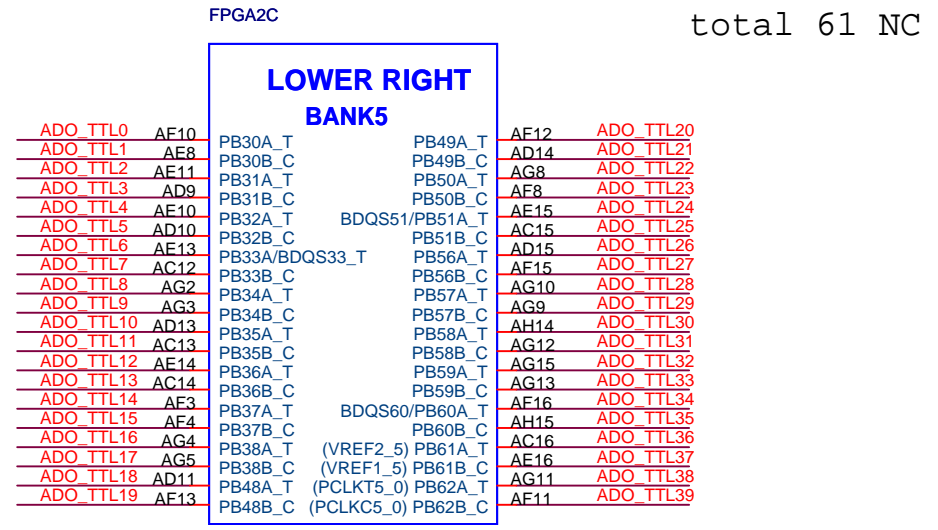 FPGA2C
total 61 NC
LOWER RIGHT
BANK5
ADO_TTL0 AF10 PB30A_T PB49A_T AF12 ADO_TTL20
ADO_TTL1 AE8 PB30B_C PB49B_C AD14 ADO_TTL21
ADO_TTL2 AE11 PB31A_T PB50A_T AG8 ADO_TTL22
ADO_TTL3 AD9 PB31B_C PB50B_C AF8 ADO_TTL23
ADO_TTL4 AE10 PB32A_T BDQS51/PB51A_T AE15 ADO_TTL24
ADO_TTL5 AD10 PB32B_C PB51B_C AC15 ADO_TTL25
ADO_TTL6 AE13 PB33A/BDQS33_T PB56A_T AD15 ADO_TTL26
ADO_TTL7 AC12 PB33B_C PB56B_C AF15 ADO_TTL27
ADO_TTL8 AG2 PB34A_T PB57A_T AG10 ADO_TTL28
ADO_TTL9 AG3 PB34B_C PB57B_C AG9 ADO_TTL29
ADO_TTL10 AD13 PB35A_T PB58A_T AH14 ADO_TTL30
ADO_TTL11 AC13 PB35B_C PB58B_C AG12 ADO_TTL31
ADO_TTL12 AE14 PB36A_T PB59A_T AG15 ADO_TTL32
ADO_TTL13 AC14 PB36B_C PB59B_C AG13 ADO_TTL33
ADO_TTL14 AF3 PB37A_T BDQS60/PB60A_T AF16 ADO_TTL34
ADO_TTL15 AF4 PB37B_C PB60B_C AH15 ADO_TTL35
ADO_TTL16 AG4 PB38A_T (VREF2_5) PB61A_T AC16 ADO_TTL36
ADO_TTL17 AG5 PB38B_C (VREF1_5) PB61B_C AE16 ADO_TTL37
ADO_TTL18 AD11 PB48A_T (PCLKT5_0) PB62A_T AG11 ADO_TTL38
ADO_TTL19 AF13 PB48B_C (PCLKC5_0) PB62B_C AF11 ADO_TTL39